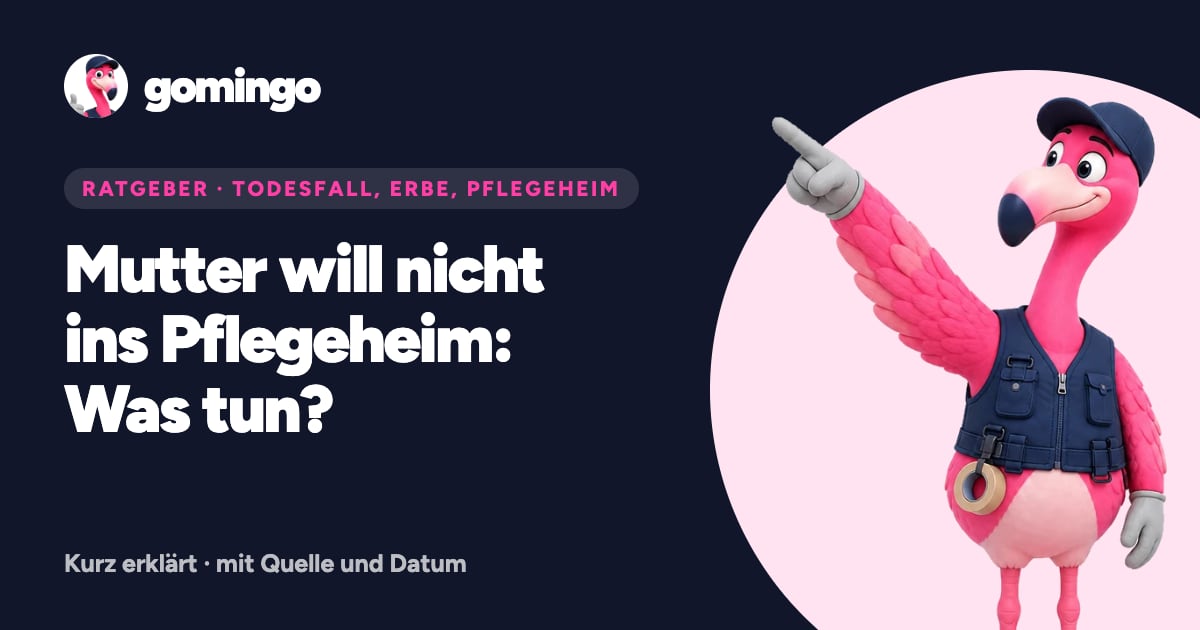 gomingo
RATGEBER · TODESFALL, ERBE, PFLEGEHEIM
Mutter will nicht
ins Pflegeheim:
Was tun?
Kurz erklärt · mit Quelle und Datum